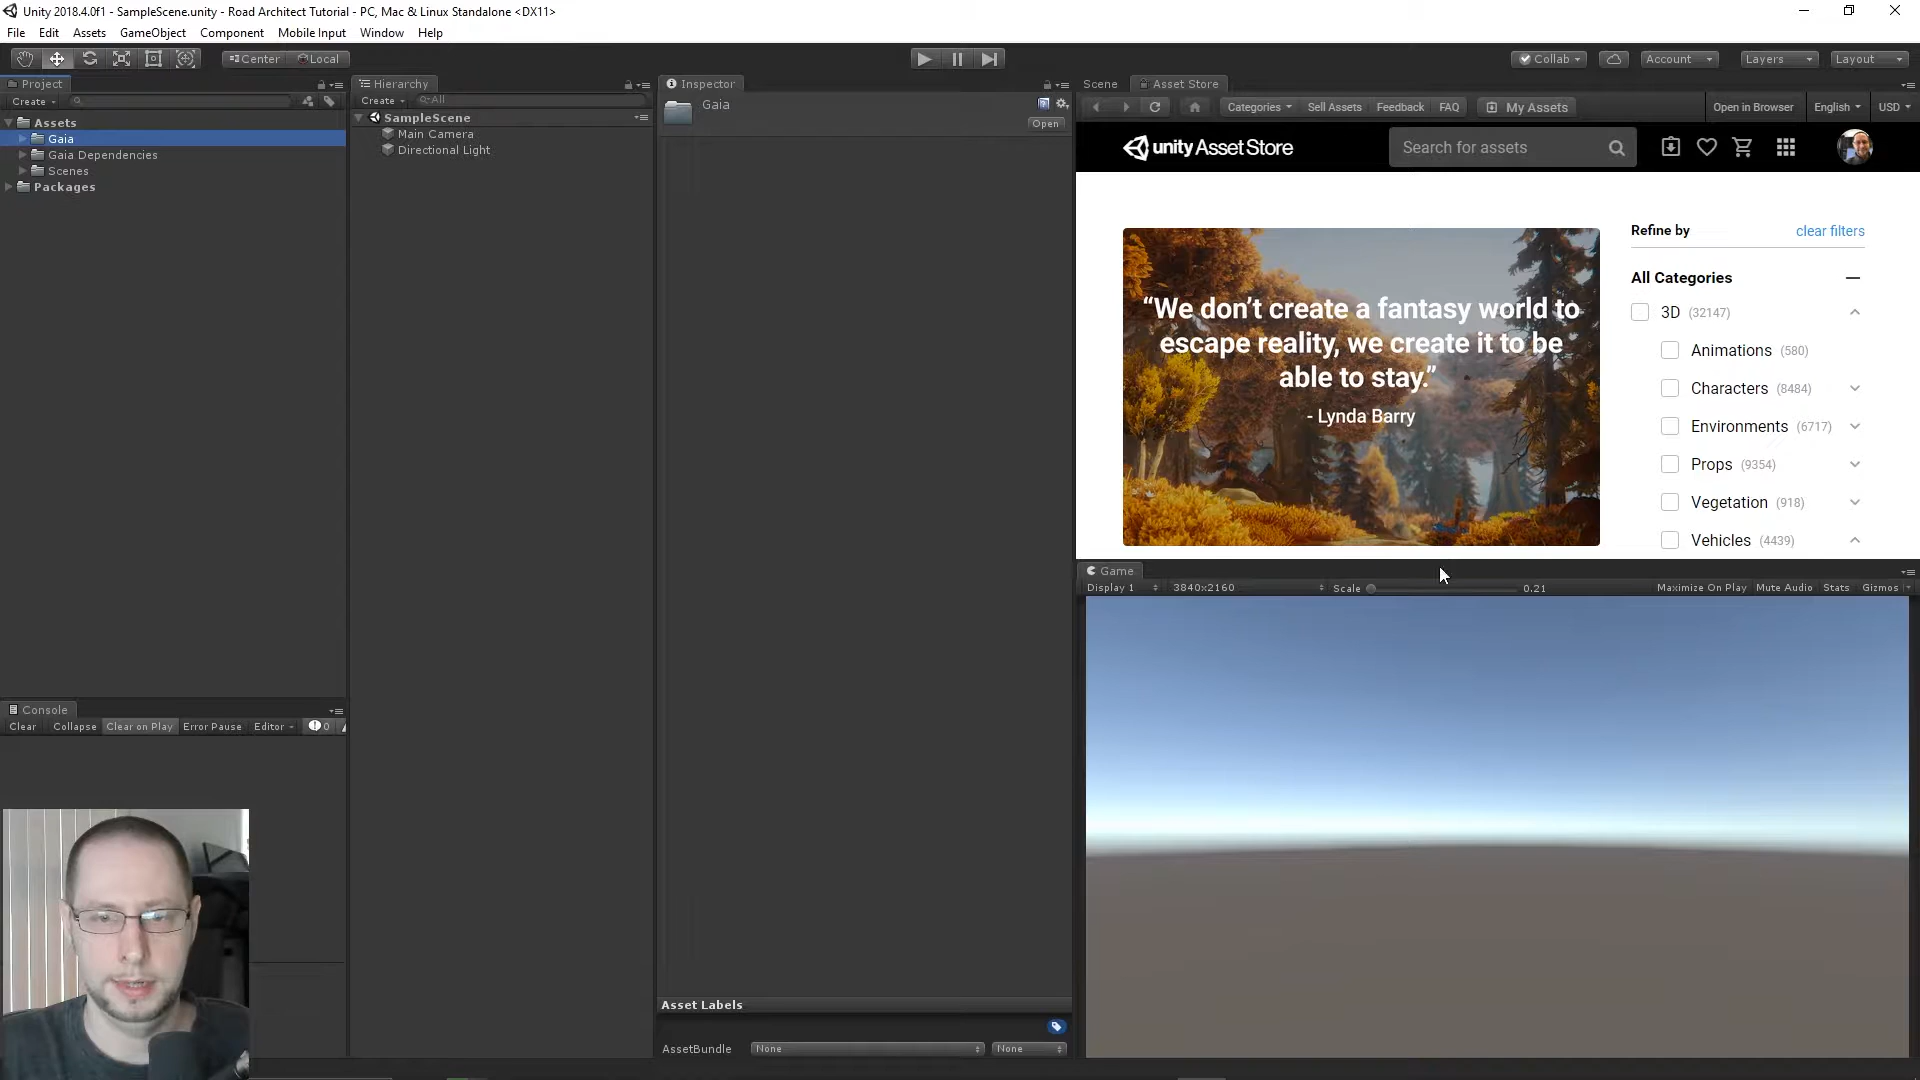 Unity 2018.4.0f1 - SampleScene.unity - Road Architect Tutorial - PC, Mac & Linux Standalone <DX11>
File Edit Assets GameObject Component Mobile Input Window Help
Center Local
Collab Account Layers Layout
Project
Create
Assets
Gaia
Gaia Dependencies
Scenes
Packages
Hierarchy
Create All
SampleScene
Main Camera
Directional Light
Inspector
Gaia
Open
Scene Asset Store
Categories Sell Assets Feedback FAQ My Assets Open in Browser English USD
unity Asset Store Search for assets
“We don’t create a fantasy world to
escape reality, we create it to be
able to stay.”
- Lynda Barry
Refine by clear filters
All Categories
3D (32147)
Animations (580)
Characters (8484)
Environments (6717)
Props (9354)
Vegetation (918)
Vehicles (4439)
Game
Display 1 3840x2160 Scale 0.21 Maximize On Play Mute Audio Stats Gizmos
Console
Clear Collapse Clear on Play Error Pause Editor 0
Asset Labels
AssetBundle None None